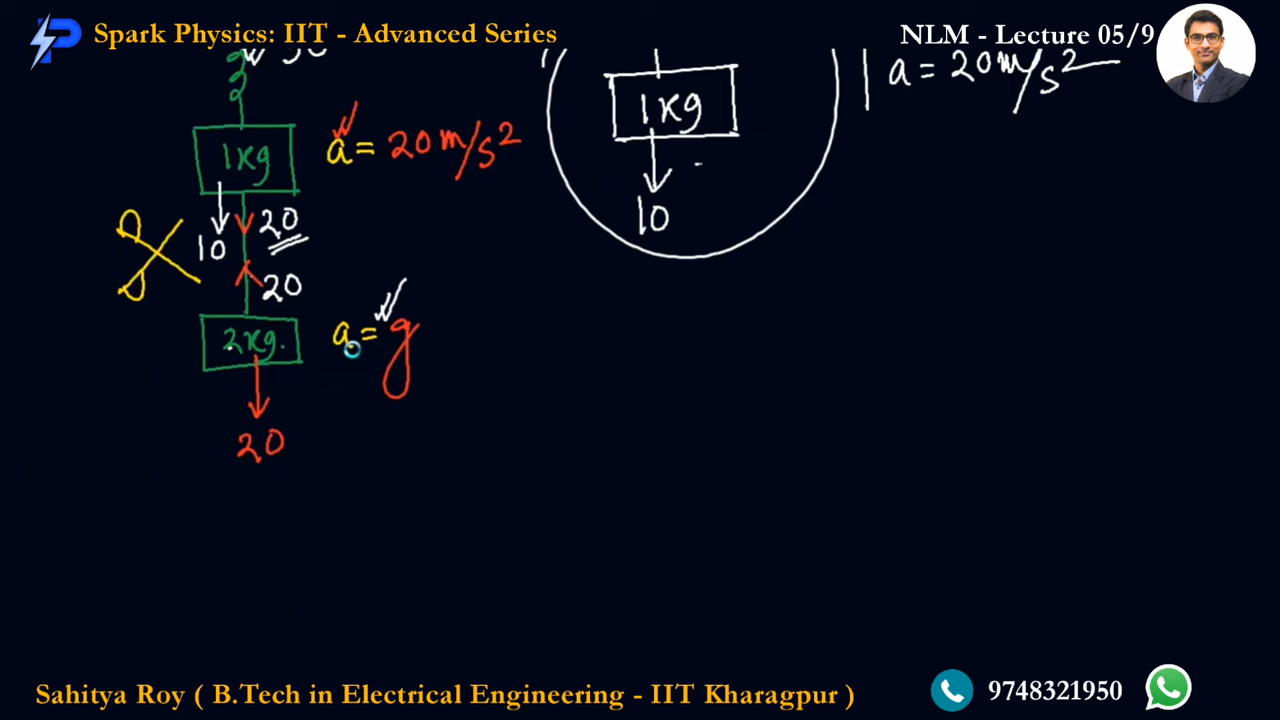 Spark Physics: IIT - Advanced Series
NLM - Lecture 05/9
a = 20 m/s²
1kg
a = 20 m/s²
1kg
10
20
10
20
2kg.
a = g
20
Sahitya Roy ( B.Tech in Electrical Engineering - IIT Kharagpur )
9748321950